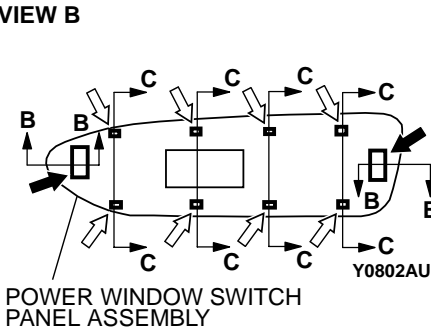 VIEW B
C C C C
B B
B B
C C C C
Y0802AU
POWER WINDOW SWITCH
PANEL ASSEMBLY